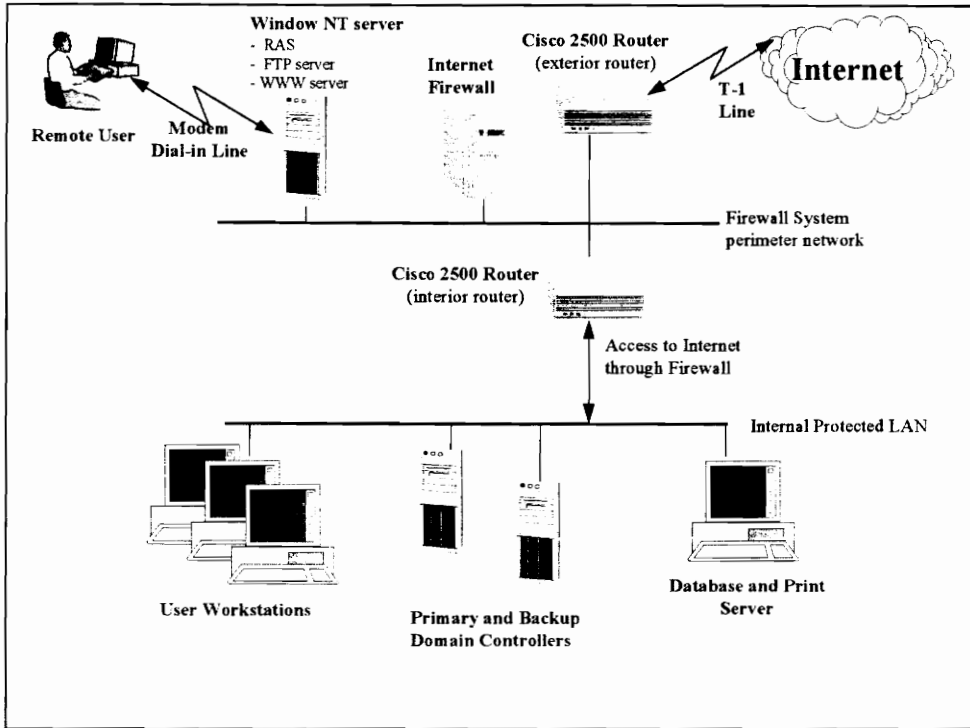 Window NT server
- RAS
- FTP server
- WWW server
Cisco 2500 Router
(exterior router)
Internet
Firewall
Internet
T-1
Line
Remote User
Modem
Dial-in Line
Firewall System
perimeter network
Cisco 2500 Router
(interior router)
Access to Internet
through Firewall
Internal Protected LAN
User Workstations
Primary and Backup
Domain Controllers
Database and Print
Server